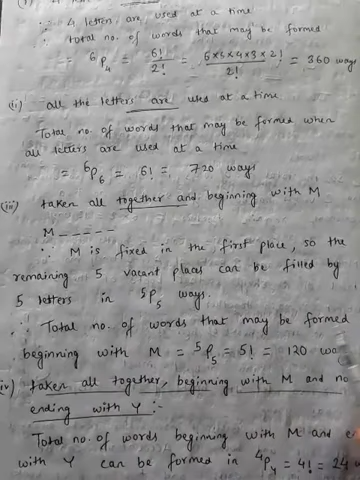 ∵ 4 letters are used at a time
∴ Total no. of words that may be formed
= ⁶P₄ = 6!/2! = 6×5×4×3×2!/2! = 360 ways
(ii) all the letters are used at a time.
Total no. of words that may be formed when
all letters are used at a time
= ⁶P₆ = 6! = 720 ways
(iii) taken all together and beginning with M
M - - - - -
∵ M is fixed in the first place, so the
remaining 5 vacant places can be filled by
5 letters in ⁵P₅ ways.
∴ Total no. of words that may be formed
beginning with M = ⁵P₅ = 5! = 120
(iv) taken all together, beginning with M and no
ending with Y :-
Total no. of words beginning with M and
with Y can be formed in ⁴P₄ = 4! = 24